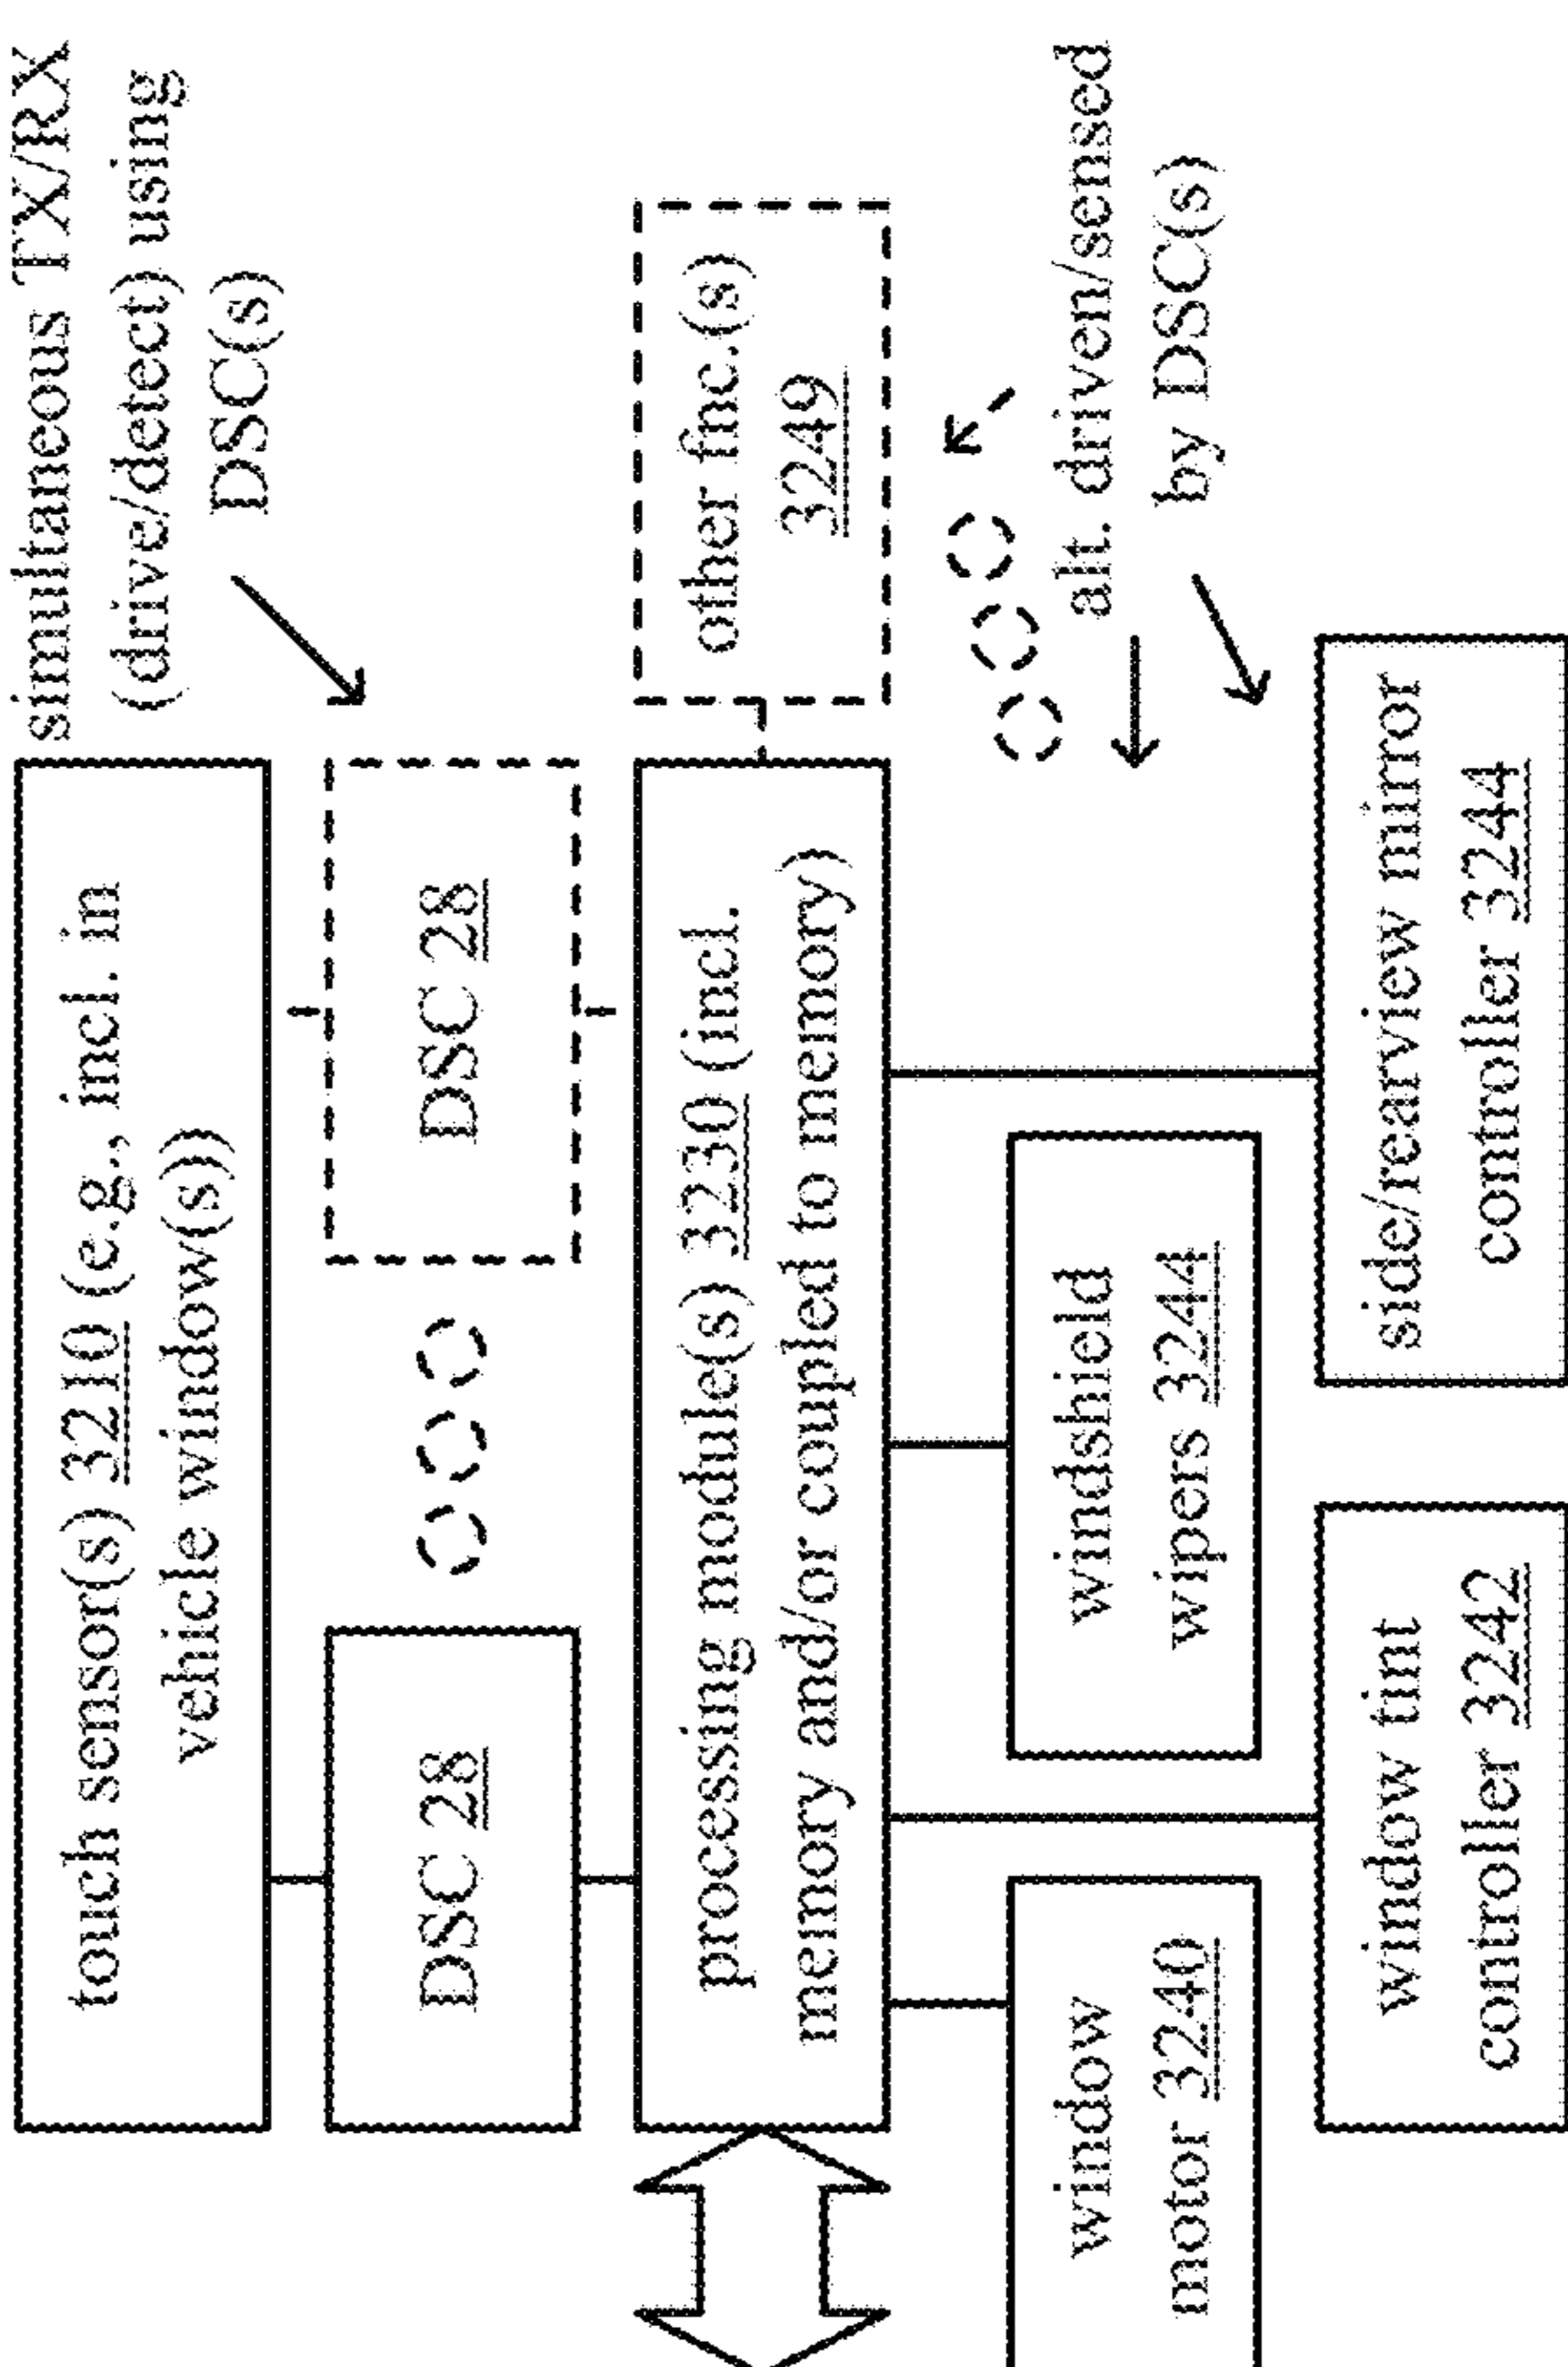 simultaneous TX/RX
(drive/detect) using
DSC(s)
touch sensor(s) 3210 (e.g., incl. in
vehicle window(s))
DSC 28
DSC 28
processing module(s) 3230 (incl.
memory and/or coupled to memory)
other fnc.(s)
3249
alt. driven/sensed
by DSC(s)
window
motor 3240
windshield
wipers 3244
window tint
controller 3242
side/rearview mirror
controller 3244